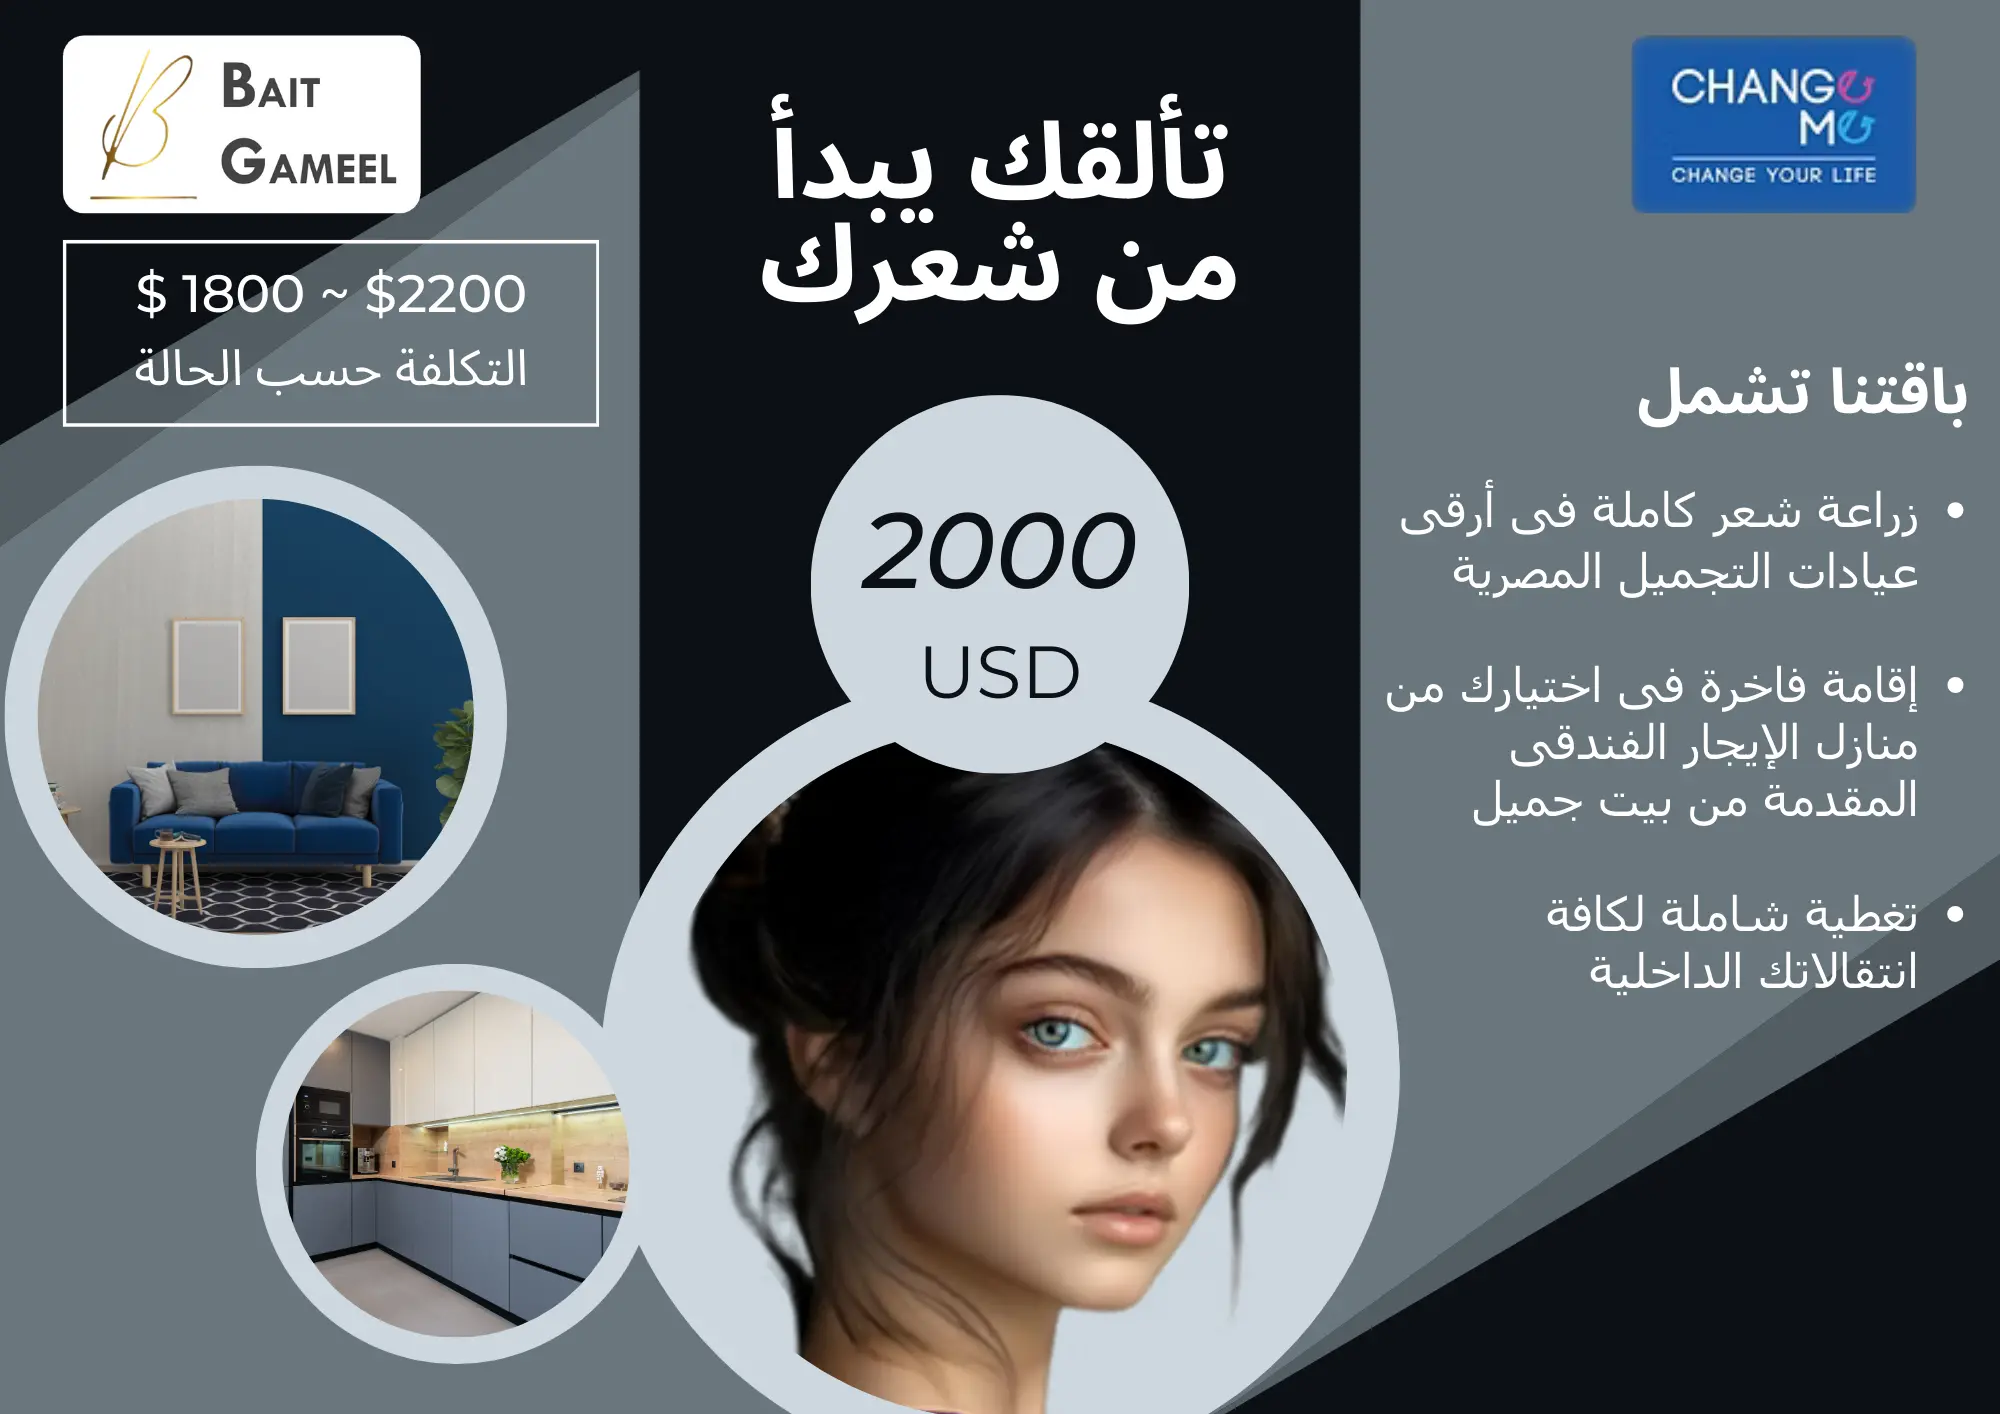 BAIT
GAMEEL
$ 1800 ~ $2200
التكلفة حسب الحالة
تألقك يبدأ
من شعرك
2000
USD
CHANGE
ME
CHANGE YOUR LIFE
باقتنا تشمل
• زراعة شعر كاملة فى أرقى
عيادات التجميل المصرية
• إقامة فاخرة فى اختيارك من
منازل الإيجار الفندقى
المقدمة من بيت جميل
• تغطية شاملة لكافة
انتقالاتك الداخلية